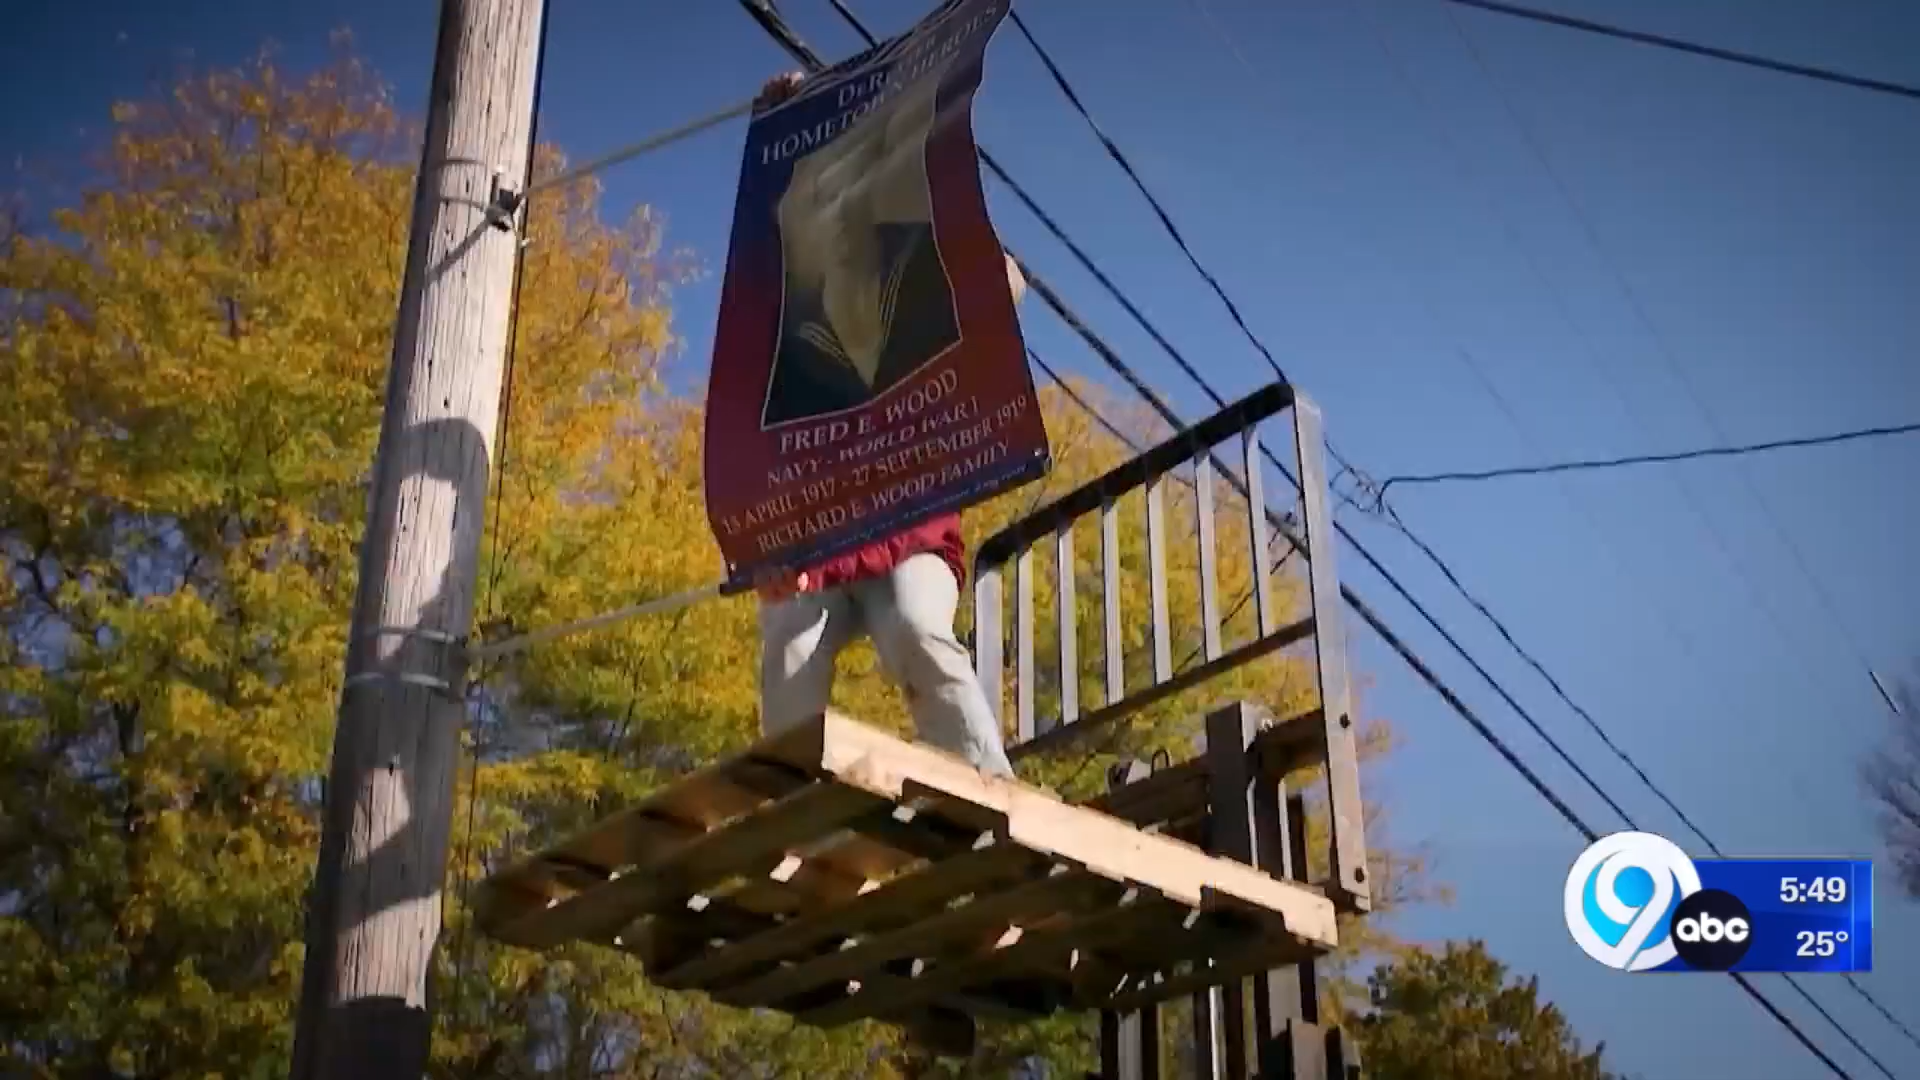 DeRUYTER
HOMETOWN HEROES
FRED E. WOOD
NAVY - WORLD WAR I
15 APRIL 1917 - 27 SEPTEMBER 1919
RICHARD E. WOOD FAMILY
9
abc
5:49
25°